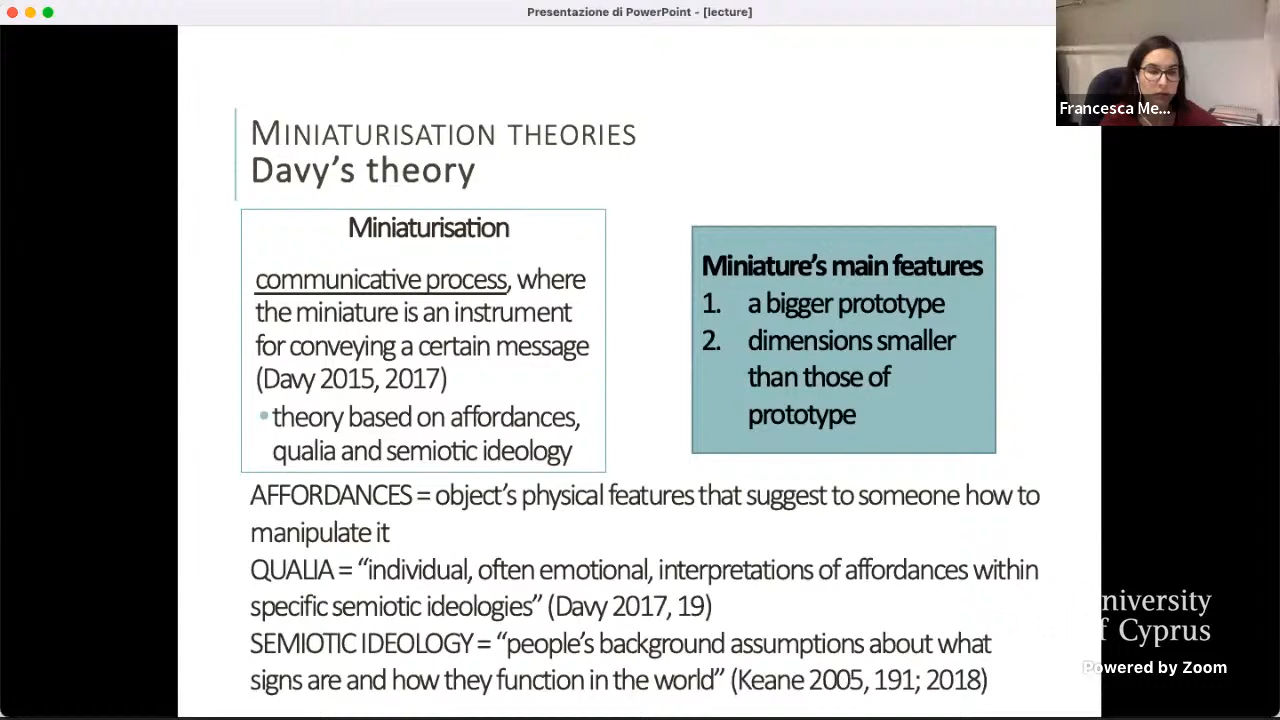 Presentazione di PowerPoint - [lecture]
Francesca Me...
MINIATURISATION THEORIES
Davy's theory
Miniaturisation
communicative process, where
the miniature is an instrument
for conveying a certain message
(Davy 2015, 2017)
•theory based on affordances,
qualia and semiotic ideology
Miniature's main features
1. a bigger prototype
2. dimensions smaller
than those of
prototype
AFFORDANCES = object's physical features that suggest to someone how to
manipulate it
QUALIA = “individual, often emotional, interpretations of affordances within
specific semiotic ideologies” (Davy 2017, 19)
SEMIOTIC IDEOLOGY = “people's background assumptions about what
signs are and how they function in the world” (Keane 2005, 191; 2018)
niversity
f Cyprus
Powered by Zoom